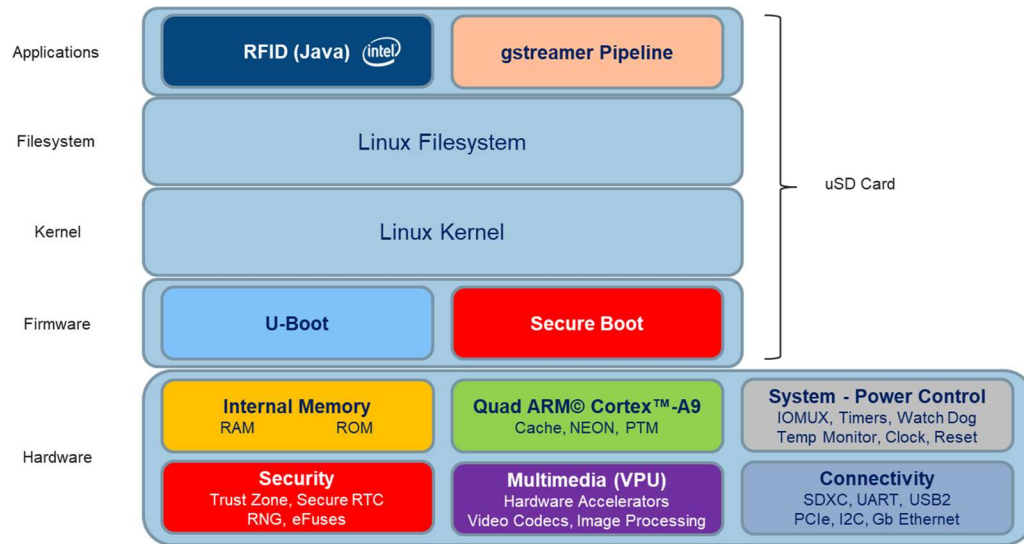 Applications
RFID (Java) intel
gstreamer Pipeline
Filesystem
Linux Filesystem
uSD Card
Kernel
Linux Kernel
Firmware
U-Boot
Secure Boot
Hardware
Internal Memory
RAM ROM
Quad ARM© Cortex™-A9
Cache, NEON, PTM
System - Power Control
IOMUX, Timers, Watch Dog
Temp Monitor, Clock, Reset
Security
Trust Zone, Secure RTC
RNG, eFuses
Multimedia (VPU)
Hardware Accelerators
Video Codecs, Image Processing
Connectivity
SDXC, UART, USB2
PCIe, I2C, Gb Ethernet